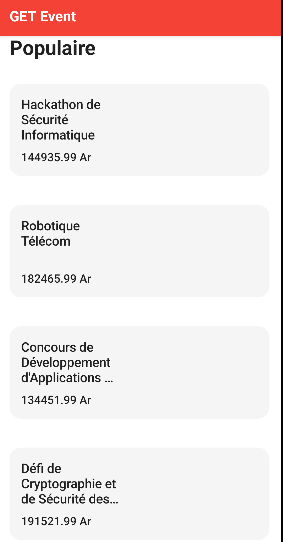 GET Event
Populaire
Hackathon de
Sécurité
Informatique
144935.99 Ar
Robotique
Télécom
182465.99 Ar
Concours de
Développement
d'Applications ...
134451.99 Ar
Défi de
Cryptographie et
de Sécurité des...
191521.99 Ar